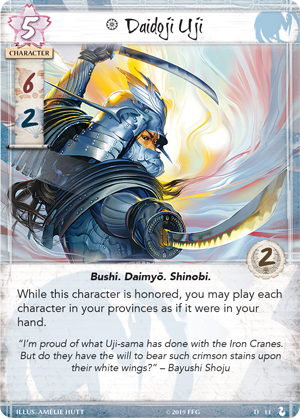 5
Daidoji Uji
CHARACTER
6
2
2
Bushi. Daimyō. Shinobi.
While this character is honored, you may play each
character in your provinces as if it were in your
hand.
“I’m proud of what Uji-sama has done with the Iron Cranes.
But do they have the will to bear such crimson stains upon
their white wings?” – Bayushi Shoju
ILLUS. AMÉLIE HUTT © 2019 FFG D 11